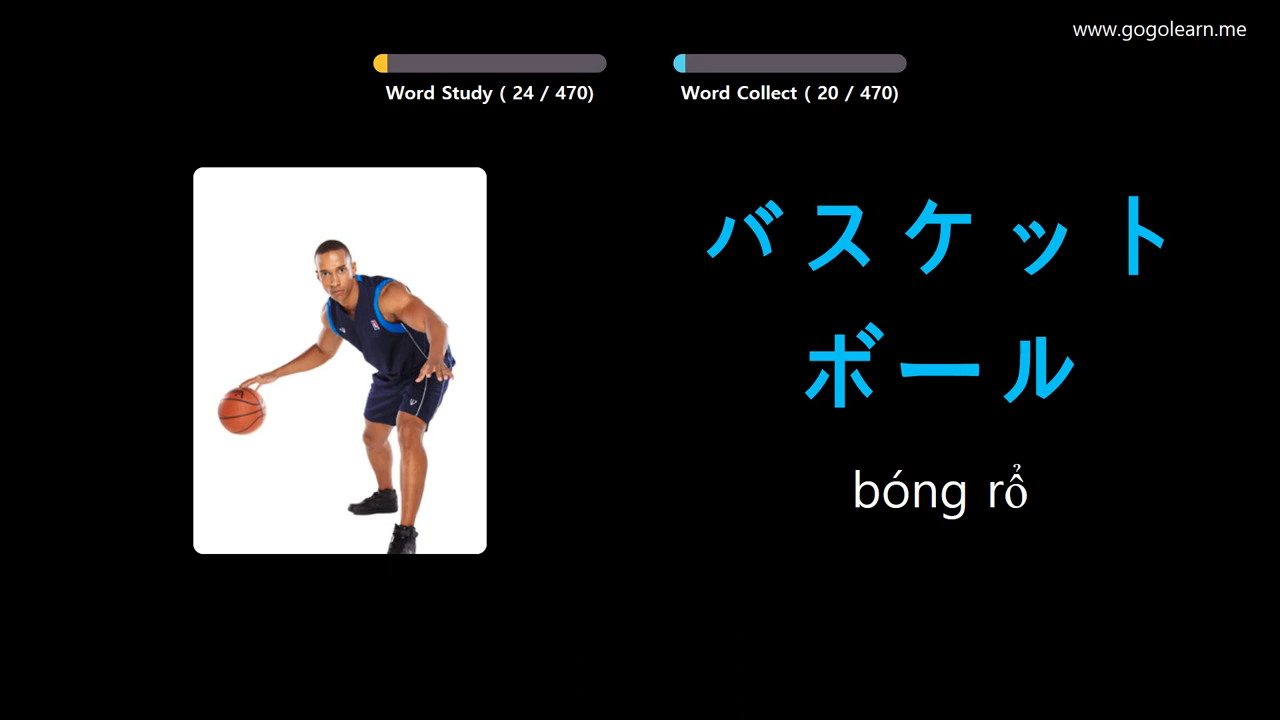 www.gogolearn.me
Word Study ( 24 / 470)
Word Collect ( 20 / 470)
バスケット
ボール
bóng rổ